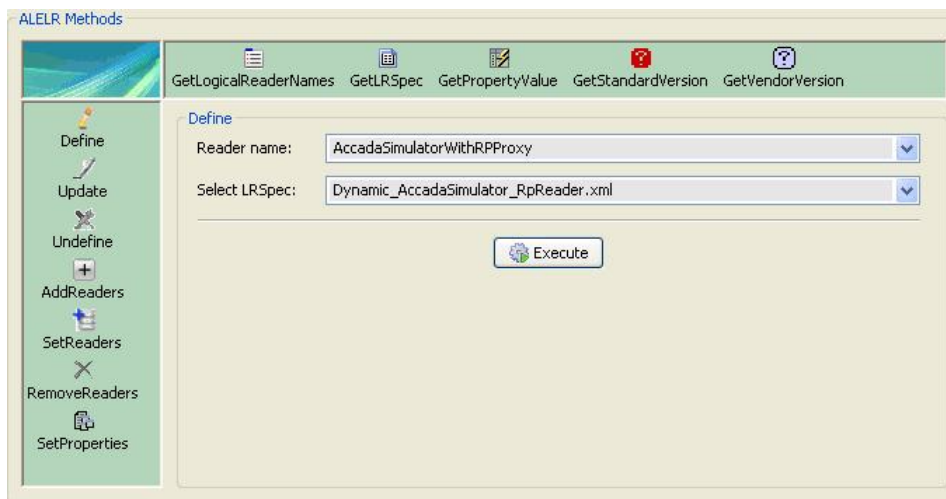 ALELR Methods
GetLogicalReaderNames GetLRSpec GetPropertyValue GetStandardVersion GetVendorVersion
Define
Update
Undefine
AddReaders
SetReaders
RemoveReaders
SetProperties
Define
Reader name: AccadaSimulatorWithRPProxy
Select LRSpec: Dynamic_AccadaSimulator_RpReader.xml
Execute